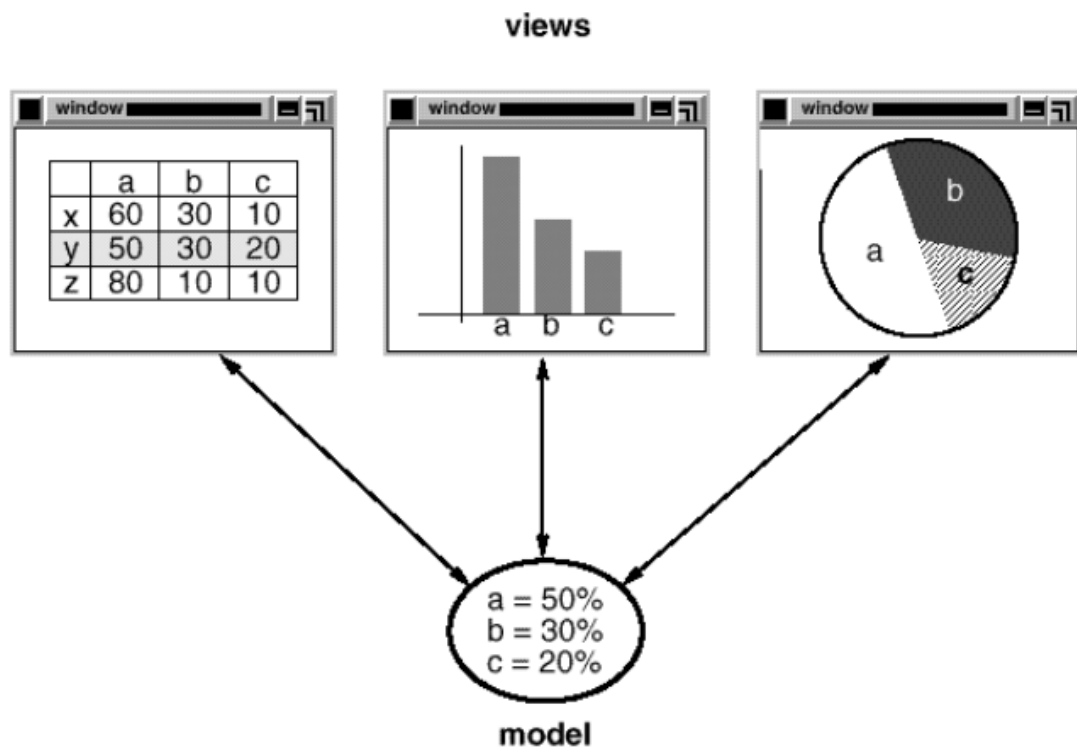 views
window
a b c
x 60 30 10
y 50 30 20
z 80 10 10
window
a b c
window
b
a
c
a = 50%
b = 30%
c = 20%
model